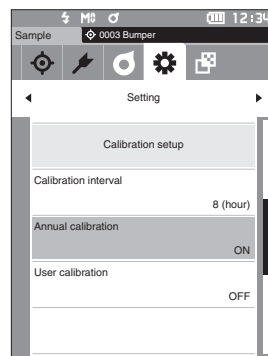 M 12:34
Sample 0003 Bumper
Setting
Calibration setup
Calibration interval
8 (hour)
Annual calibration
ON
User calibration
OFF